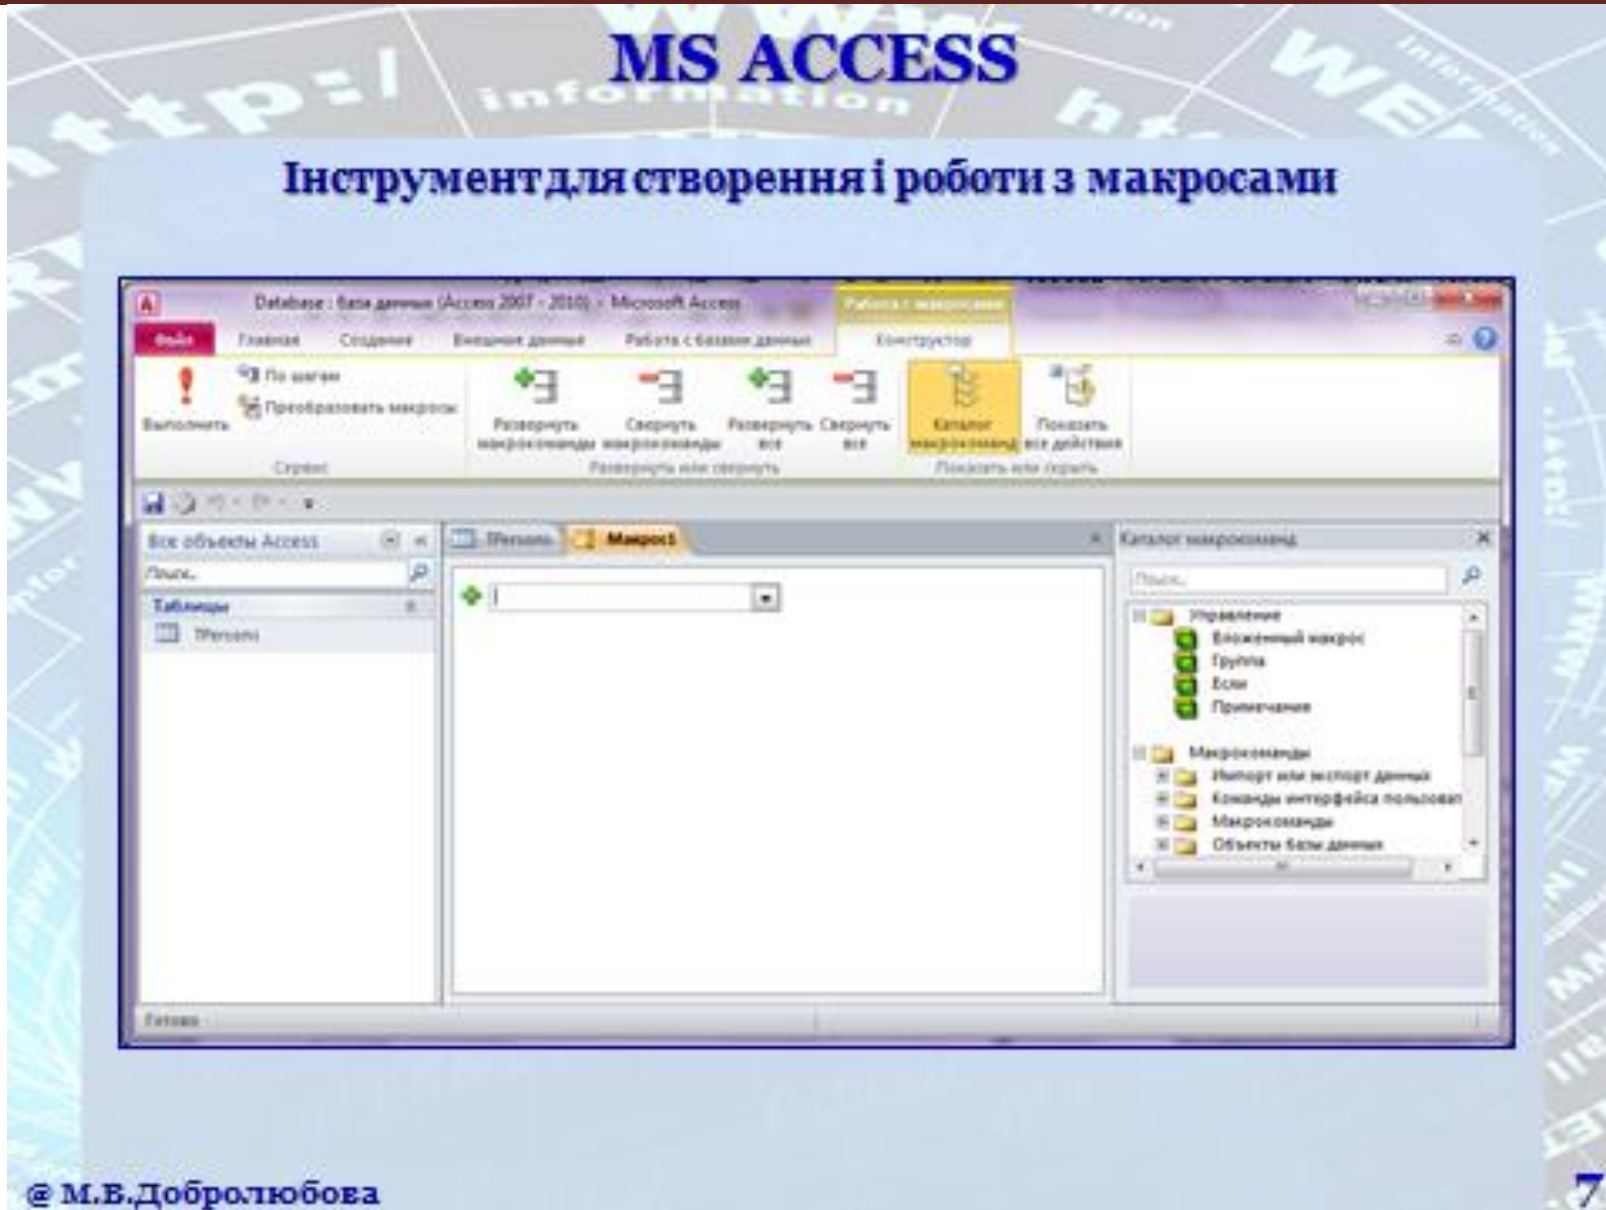 MS ACCESS
Інструмент для створення і роботи з макросами
Database : база данных (Access 2007 - 2010) - Microsoft Access
Работа с макросами
Файл Главная Создание Внешние данные Работа с базами данных Конструктор
По шагам
Преобразовать макросы
Выполнить
Развернуть макрокоманды
Свернуть макрокоманды
Развернуть все
Свернуть все
Каталог макрокоманд
Показать все действия
Сервис
Развернуть или свернуть
Показать или скрыть
Все объекты Access
Поиск...
Таблицы
TPersons
TPersons
Макрос1
Каталог макрокоманд
Поиск...
Управление
Вложенный макрос
Группа
Если
Примечание
Макрокоманды
Импорт или экспорт данных
Команды интерфейса пользоват
Макрокоманды
Объекты базы данных
Готово
@ М.В.Добролюбова
7